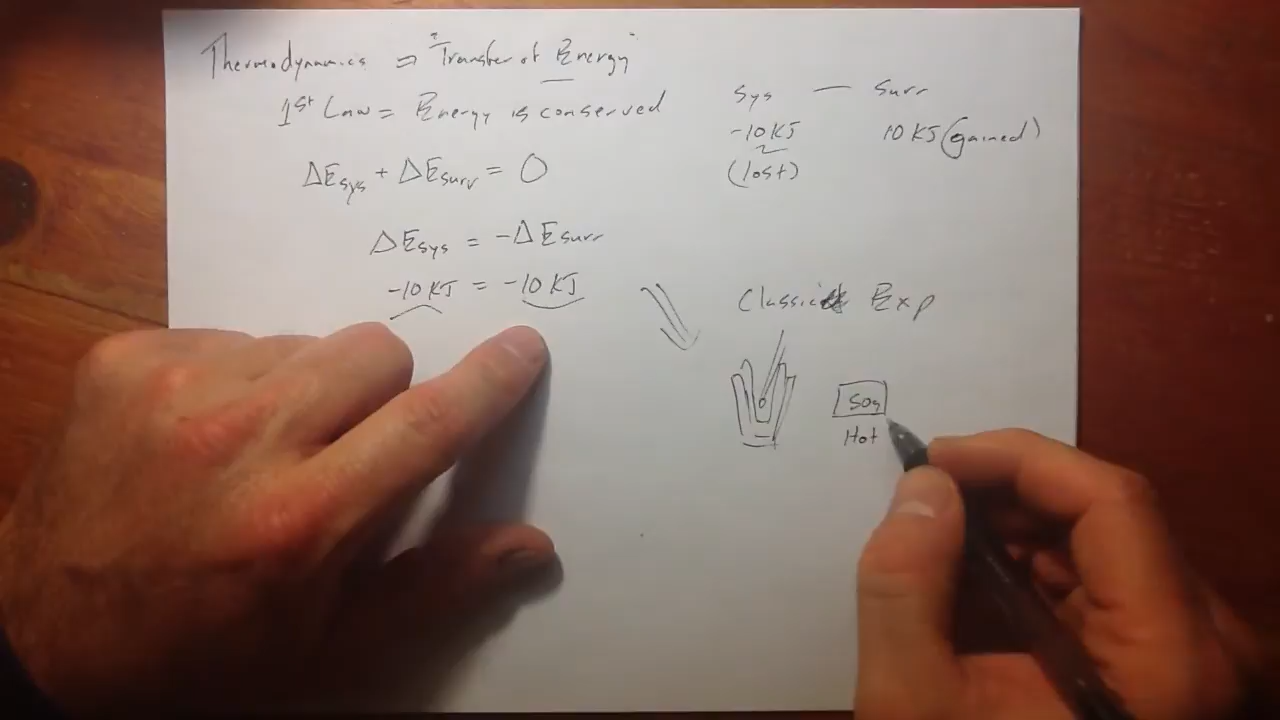 Thermodynamics => "Transfer of Energy"
1st Law = Energy is conserved
ΔEsys + ΔEsurr = 0
ΔEsys = -ΔEsurr
-10 KJ = -10 KJ
Sys — Surr
-10 KJ 10 KJ (gained)
(lost)
Classic Exp
50g
Hot